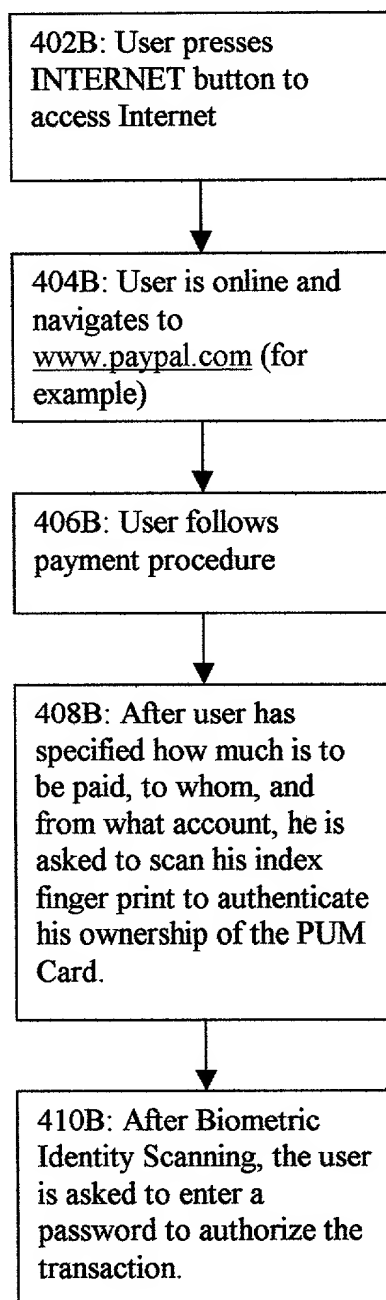 402B: User presses
INTERNET button to
access Internet
404B: User is online and
navigates to
www.paypal.com (for
example)
406B: User follows
payment procedure
408B: After user has
specified how much is to
be paid, to whom, and
from what account, he is
asked to scan his index
finger print to authenticate
his ownership of the PUM
Card.
410B: After Biometric
Identity Scanning, the user
is asked to enter a
password to authorize the
transaction.